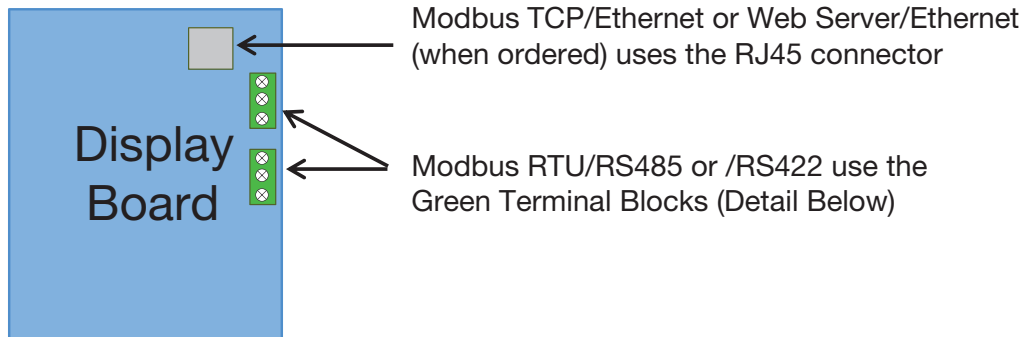 Modbus TCP/Ethernet or Web Server/Ethernet
(when ordered) uses the RJ45 connector
Display
Board
Modbus RTU/RS485 or /RS422 use the
Green Terminal Blocks (Detail Below)